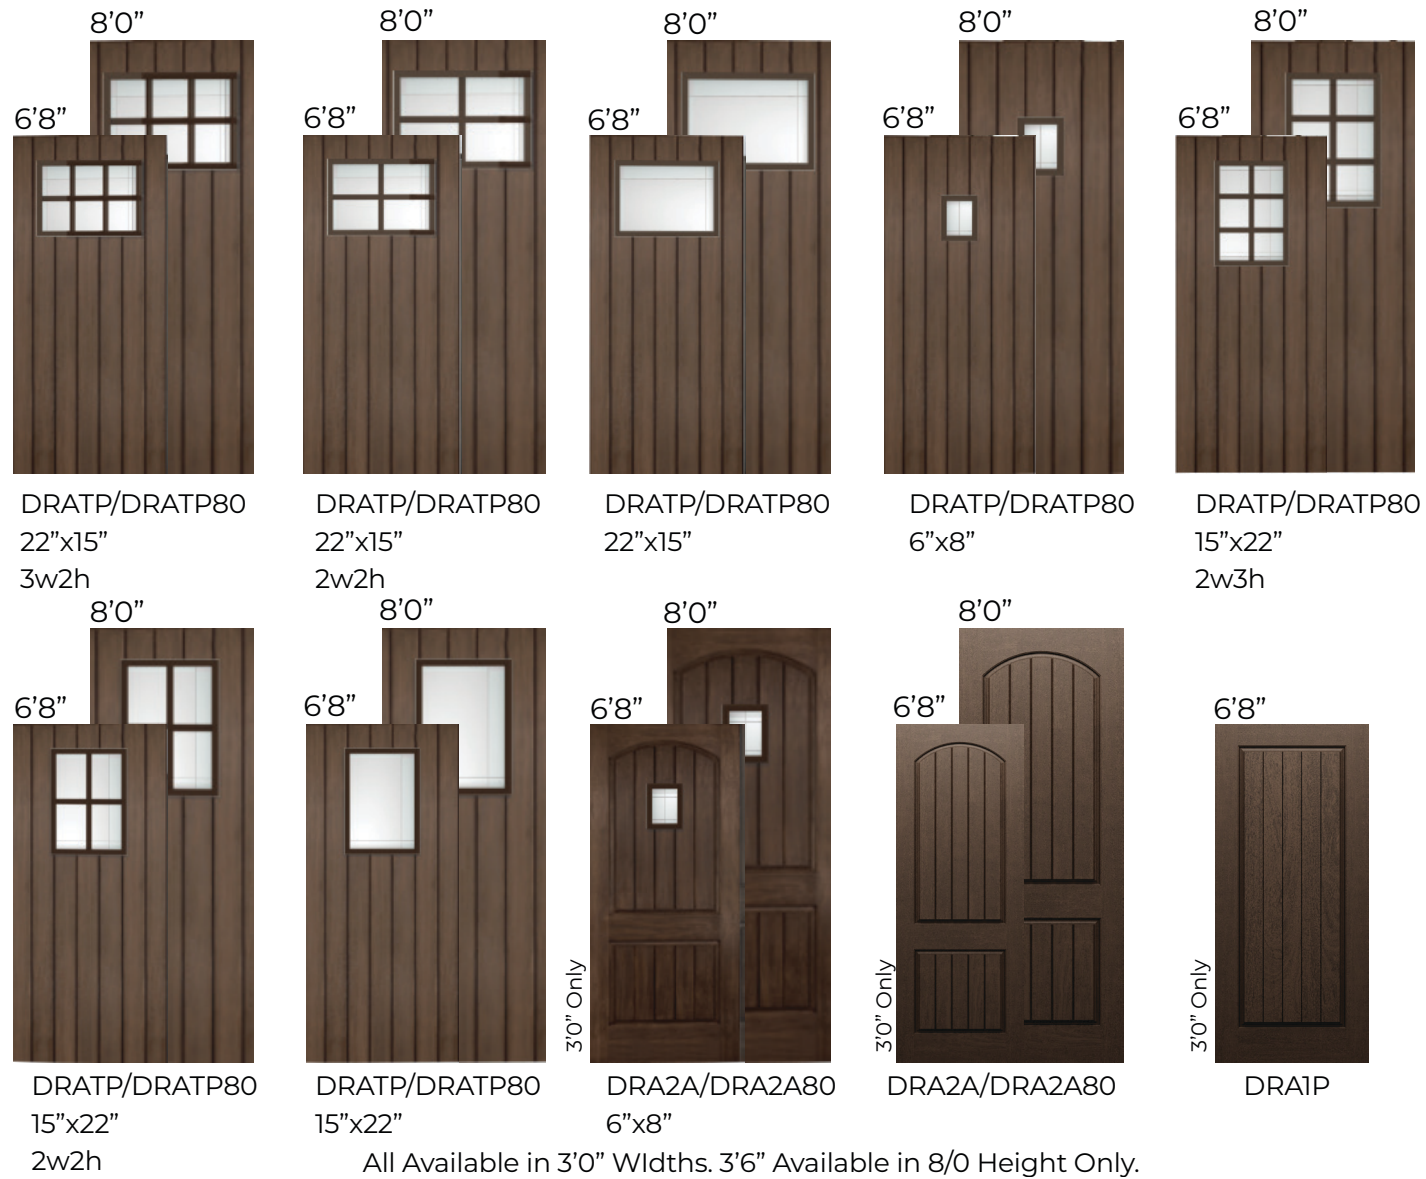 8’0”
6’8”
DRATP/DRATP80
22”x15”
3w2h
8’0”
6’8”
DRATP/DRATP80
22”x15”
2w2h
8’0”
6’8”
DRATP/DRATP80
22”x15”
8’0”
6’8”
DRATP/DRATP80
6”x8”
8’0”
6’8”
DRATP/DRATP80
15”x22”
2w3h
8’0”
6’8”
DRATP/DRATP80
15”x22”
2w2h
8’0”
6’8”
DRATP/DRATP80
15”x22”
8’0”
6’8”
3’0” Only
DRA2A/DRA2A80
6”x8”
8’0”
6’8”
3’0” Only
DRA2A/DRA2A80
6’8”
3’0” Only
DRA1P
All Available in 3’0” WIdths. 3’6” Available in 8/0 Height Only.